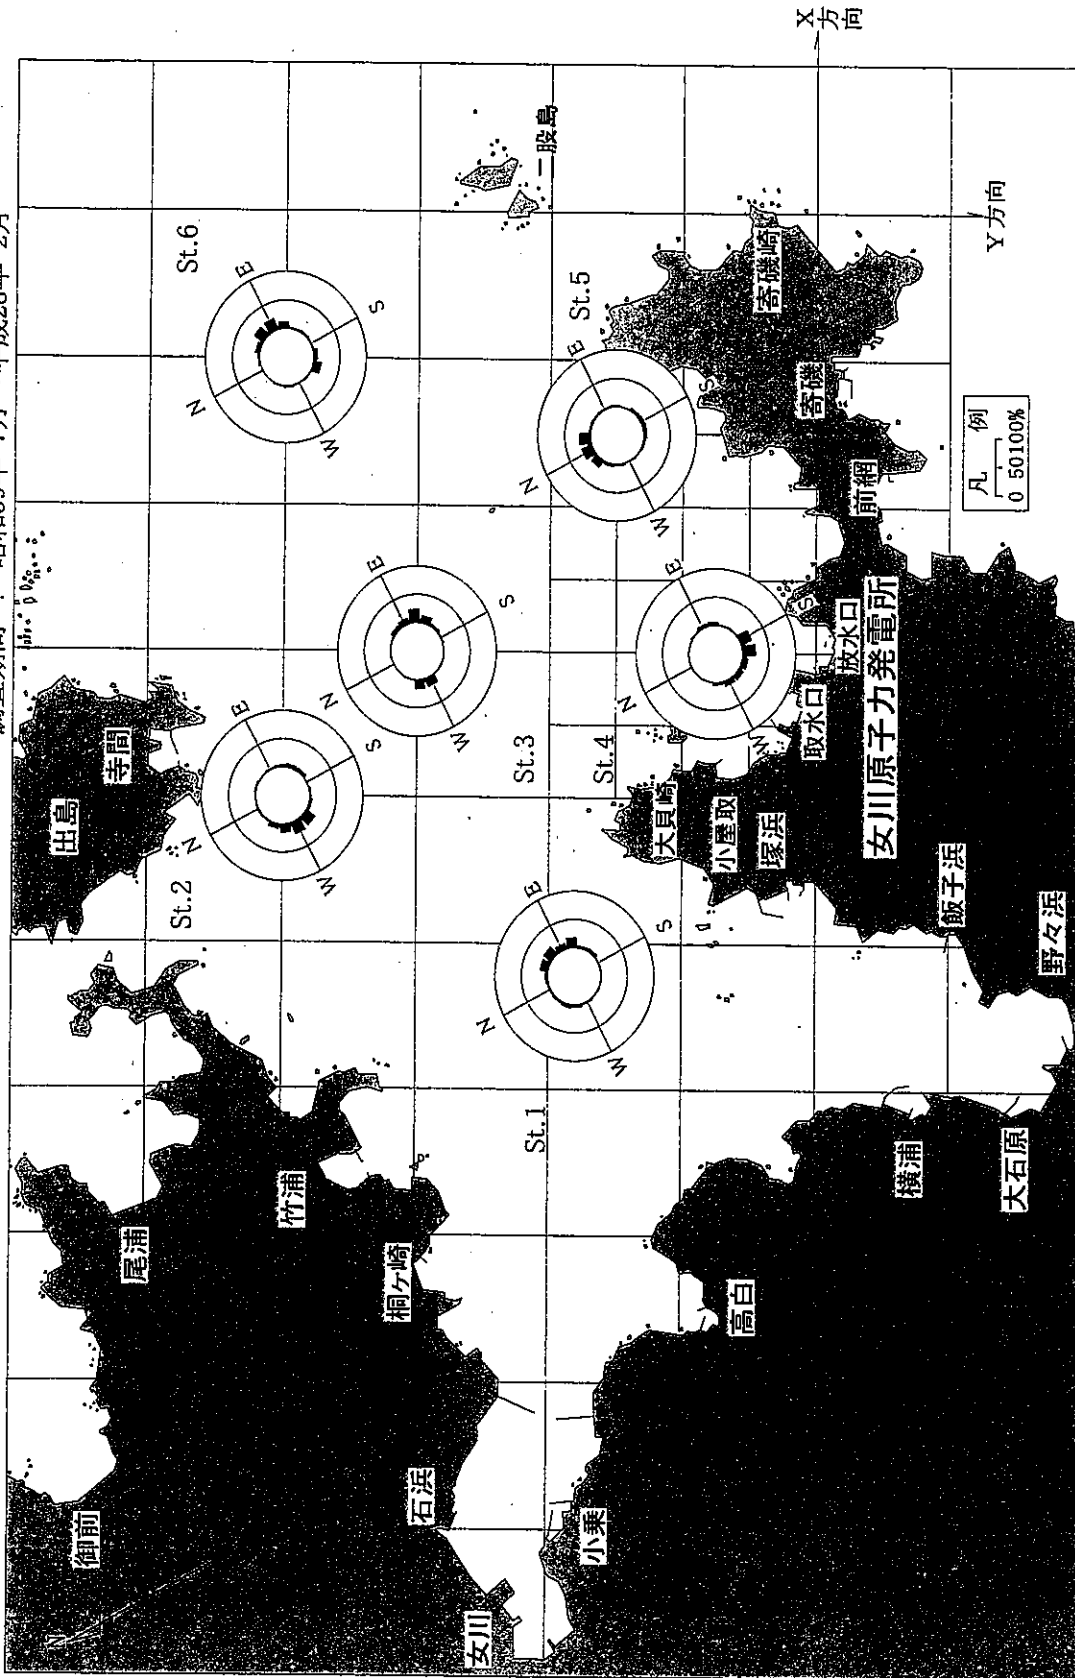 御前
尾浦
出島
寺間
竹浦
桐ヶ崎
石浜
女川
小乗
高白
横浦
大石原
野々浜
飯子浜
塚浜
小屋取
大貝崎
取水口
放水口
女川原子力発電所
前網
寄磯
寄磯崎
二股島
St.1
N
E
S
W
St.2
N
E
S
W
St.3
N
E
S
W
St.4
N
E
S
W
St.5
N
E
S
W
St.6
N
E
S
W
N
X方向
Y方向
凡 例
0 50100%